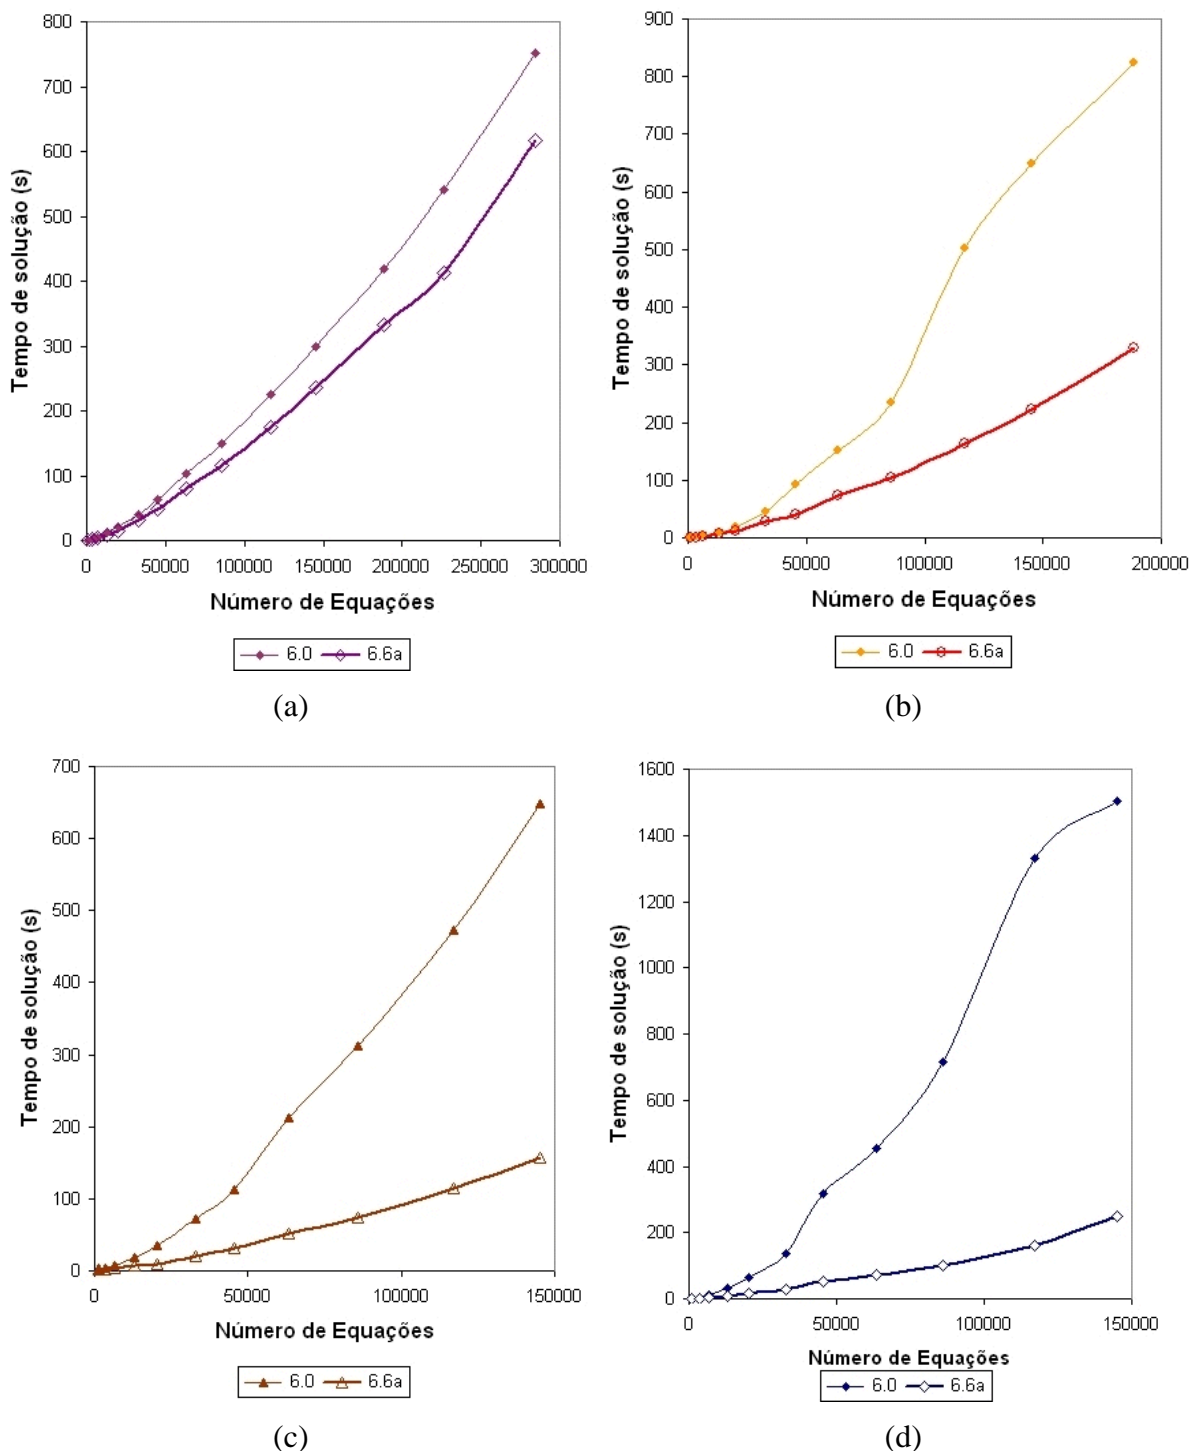 800
700
600
500
400
300
200
100
0
Tempo de solução (s)
0 50000 100000 150000 200000 250000 300000
Número de Equações
6.0 6.6a
(a)
900
800
700
600
500
400
300
200
100
0
Tempo de solução (s)
0 50000 100000 150000 200000
Número de Equações
6.0 6.6a
(b)
700
600
500
400
300
200
100
0
Tempo de solução (s)
0 50000 100000 150000
Número de Equações
6.0 6.6a
(c)
1600
1400
1200
1000
800
600
400
200
0
Tempo de solução (s)
0 50000 100000 150000
Número de Equações
6.0 6.6a
(d)